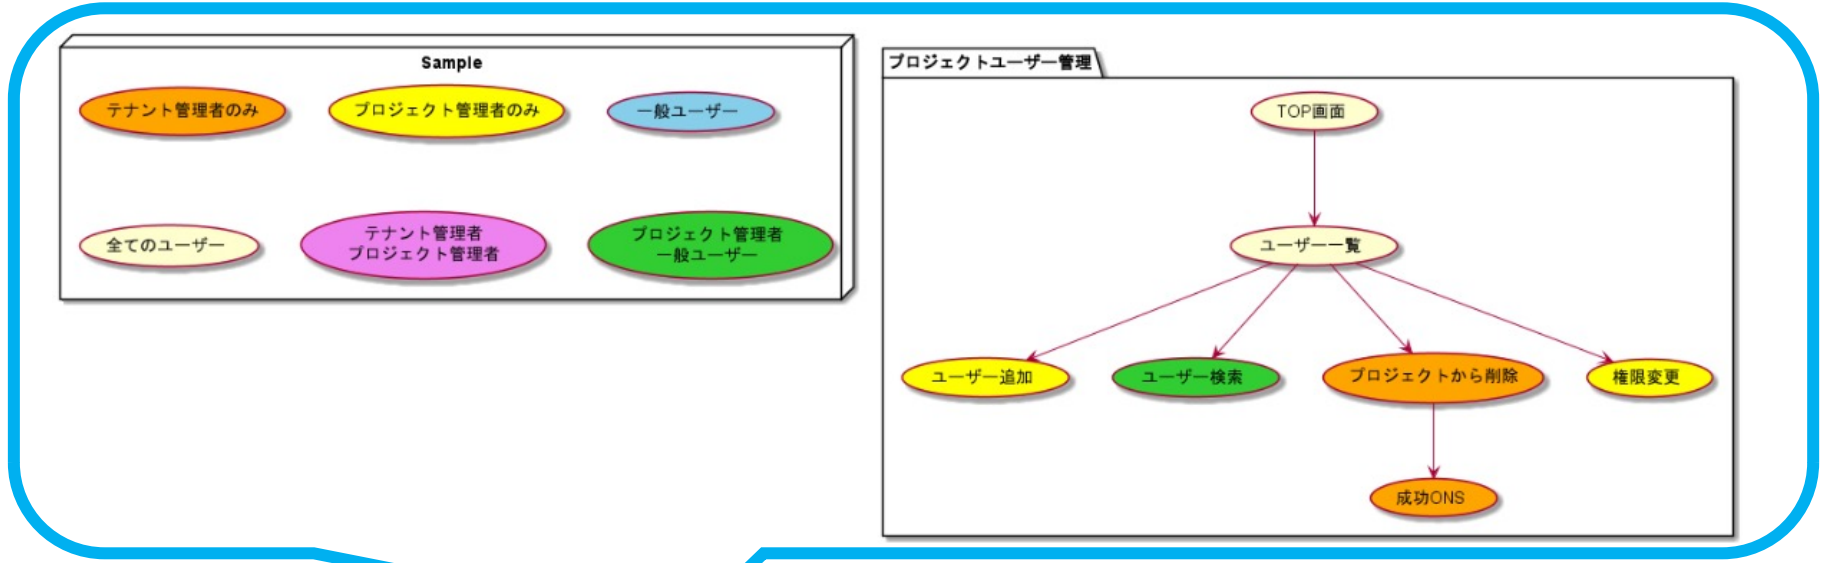 Sample
テナント管理者のみ
プロジェクト管理者のみ
一般ユーザー
全てのユーザー
テナント管理者
プロジェクト管理者
プロジェクト管理者
一般ユーザー
プロジェクトユーザー管理
TOP画面
ユーザー一覧
ユーザー追加
ユーザー検索
プロジェクトから削除
権限変更
成功ONS